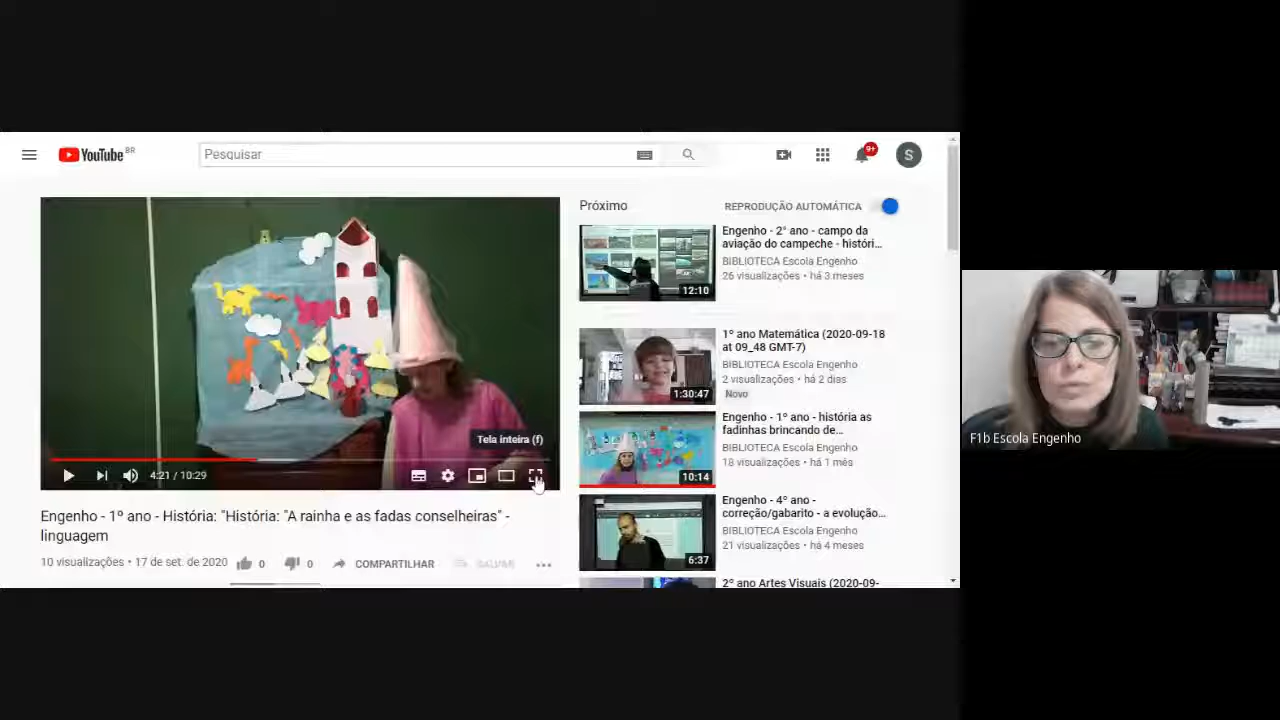 YouTube BR
Pesquisar
9+
S
Tela inteira (f)
4:21 / 10:29
Engenho - 1º ano - História: "História: "A rainha e as fadas conselheiras" -
linguagem
10 visualizações • 17 de set. de 2020
0
0
COMPARTILHAR
SALVAR
Próximo
REPRODUÇÃO AUTOMÁTICA
12:10
Engenho - 2° ano - campo da
aviação do campeche - históri...
BIBLIOTECA Escola Engenho
26 visualizações • há 3 meses
1:30:47
1º ano Matemática (2020-09-18
at 09_48 GMT-7)
BIBLIOTECA Escola Engenho
2 visualizações • há 2 dias
Novo
10:14
Engenho - 1º ano - história as
fadinhas brincando de...
BIBLIOTECA Escola Engenho
18 visualizações • há 1 mês
6:37
Engenho - 4º ano -
correção/gabarito - a evolução...
BIBLIOTECA Escola Engenho
21 visualizações • há 4 meses
2º ano Artes Visuais (2020-09-
F1b Escola Engenho